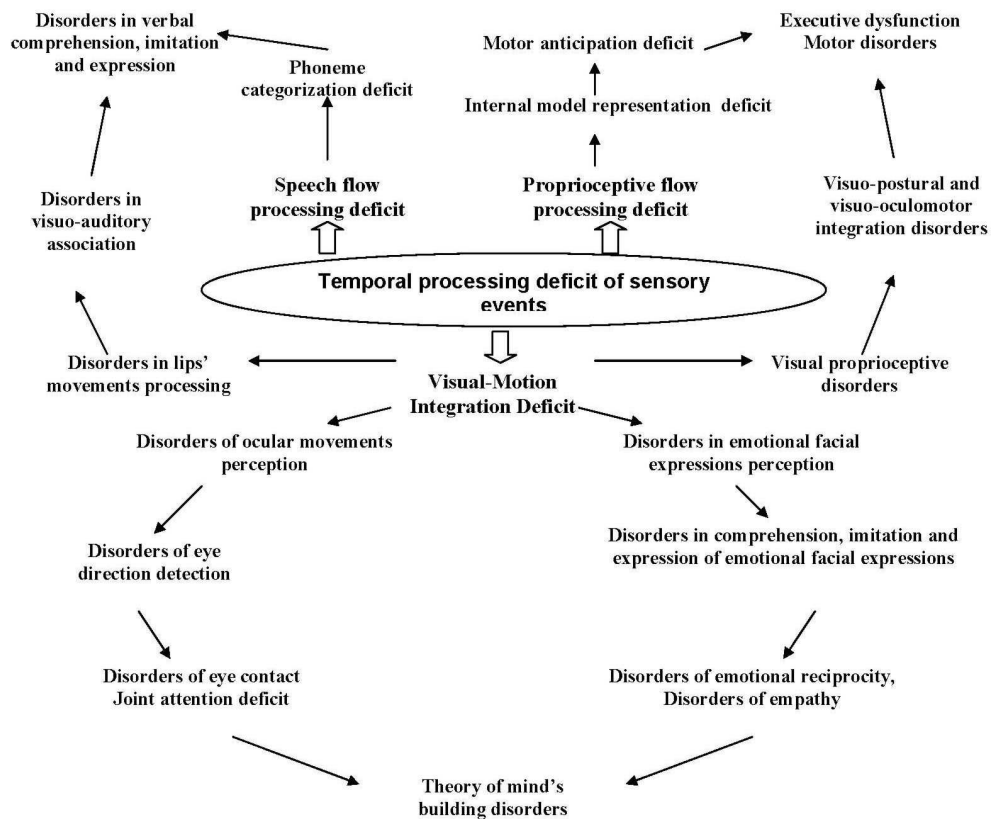 Disorders in verbal
comprehension, imitation
and expression
Phoneme
categorization deficit
Motor anticipation deficit
Internal model representation deficit
Executive dysfunction
Motor disorders
Disorders in
visuo-auditory
association
Speech flow
processing deficit
Proprioceptive flow
processing deficit
Visuo-postural and
visuo-oculomotor
integration disorders
Temporal processing deficit of sensory
events
Disorders in lips'
movements processing
Visual-Motion
Integration Deficit
Visual proprioceptive
disorders
Disorders of ocular movements
perception
Disorders in emotional facial
expressions perception
Disorders of eye
direction detection
Disorders in comprehension, imitation and
expression of emotional facial expressions
Disorders of eye contact
Joint attention deficit
Disorders of emotional reciprocity,
Disorders of empathy
Theory of mind's
building disorders